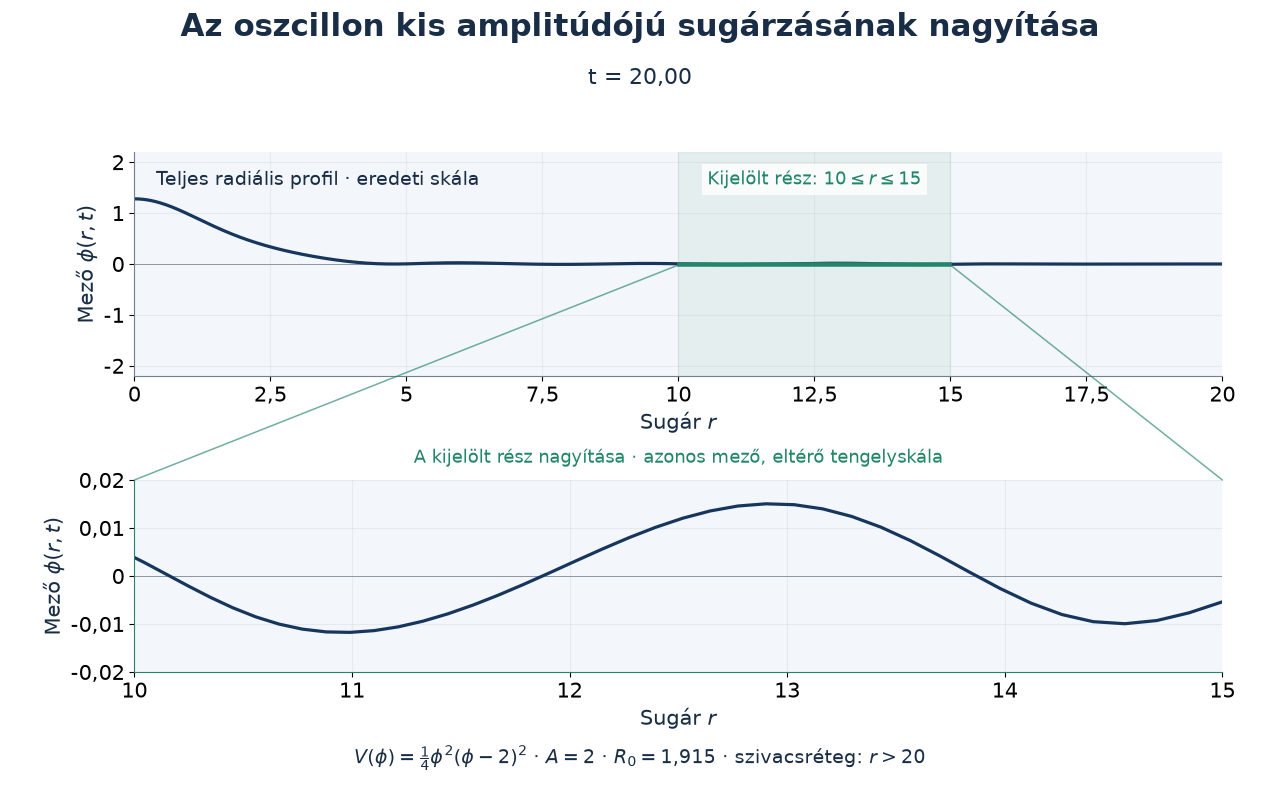 Az oszcillon kis amplitúdójú sugárzásának nagyítása
t = 20,00
Teljes radiális profil · eredeti skála
Kijelölt rész: 10 ≤ r ≤ 15
Mező ϕ(r, t)
2
1
0
-1
-2
0 2,5 5 7,5 10 12,5 15 17,5 20
Sugár r
A kijelölt rész nagyítása · azonos mező, eltérő tengelyskála
Mező ϕ(r, t)
0,02
0,01
0
-0,01
-0,02
10 11 12 13 14 15
Sugár r
V(ϕ) = ¼ϕ²(ϕ − 2)² · A = 2 · R₀ = 1,915 · szivacsréteg: r > 20